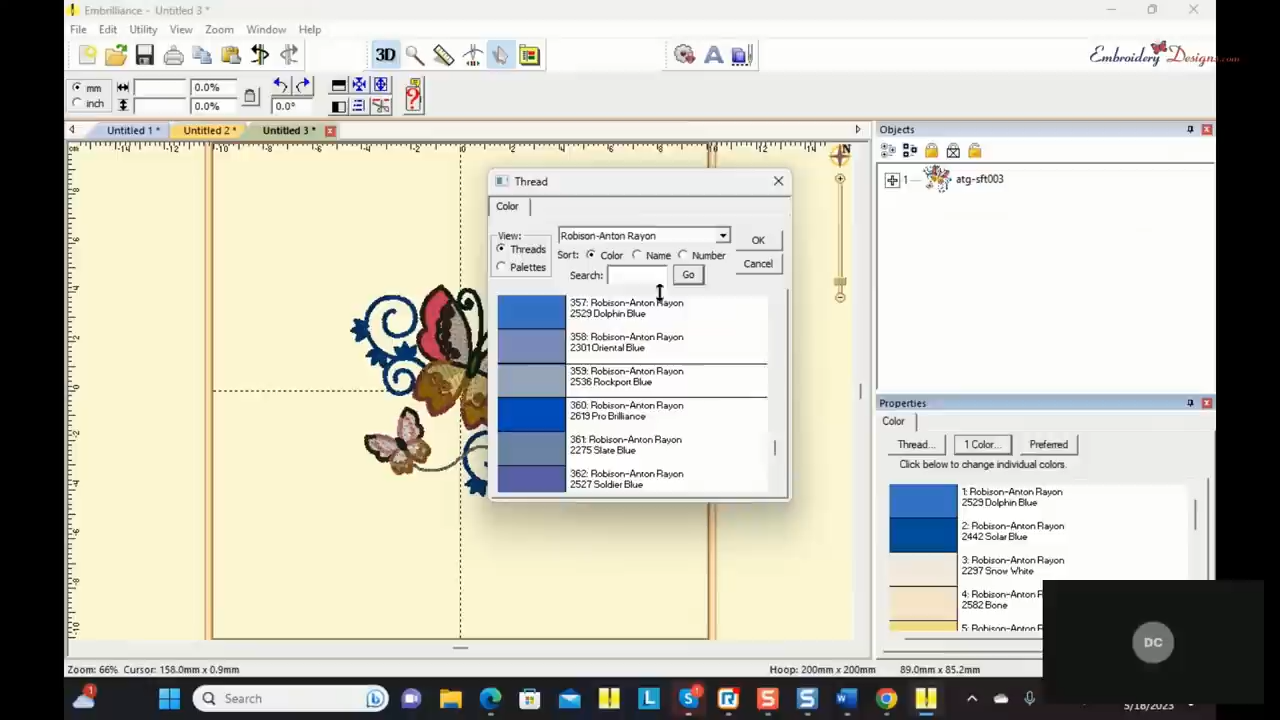 Embrilliance - Untitled 3 *
File Edit Utility View Zoom Window Help
3D
Embroidery Designs.com
mm 0.0%
inch 0.0% 0.0°
Untitled 1 * Untitled 2 * Untitled 3 *
Objects
1 atg-sft003
N
Thread
Color
View:
Threads
Palettes
Robison-Anton Rayon
Sort: Color Name Number
Search: Go
OK
Cancel
357: Robison-Anton Rayon
2529 Dolphin Blue
358: Robison-Anton Rayon
2301 Oriental Blue
359: Robison-Anton Rayon
2536 Rockport Blue
360: Robison-Anton Rayon
2619 Pro Brilliance
361: Robison-Anton Rayon
2275 Slate Blue
362: Robison-Anton Rayon
2527 Soldier Blue
Properties
Color
Thread... 1 Color... Preferred
Click below to change individual colors.
1: Robison-Anton Rayon
2529 Dolphin Blue
2: Robison-Anton Rayon
2442 Solar Blue
3: Robison-Anton Rayon
2297 Snow White
4: Robison-Anton
2582 Bone
DC
Zoom: 66% Cursor: 158.0mm x 0.9mm
Hoop: 200mm x 200mm 89.0mm x 85.2mm
Search
5/18/2023